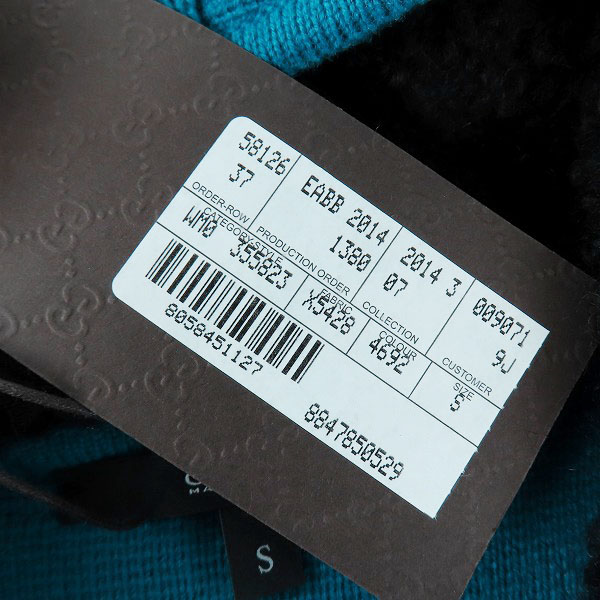 58126
37
ORDER-ROW
EABB 2014
1380
PRODUCTION ORDER
2014 3
07
COLLECTION
009071
9J
CUSTOMER
CATEGORY/STYLE
WM0 355823
FABRIC
X5428
COLOUR
4692
SIZE
S
8058451127
8847850529
S